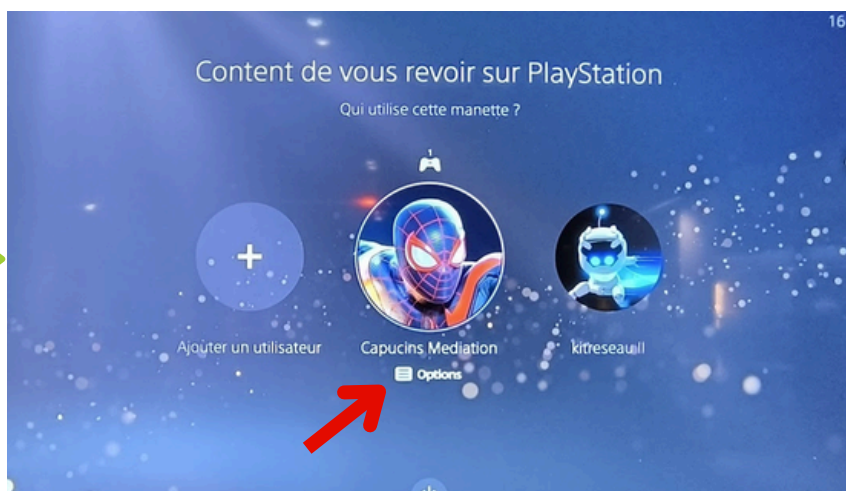 16
Content de vous revoir sur PlayStation
Qui utilise cette manette ?
1
Ajouter un utilisateur
Capucins Mediation
kitreseau II
Options